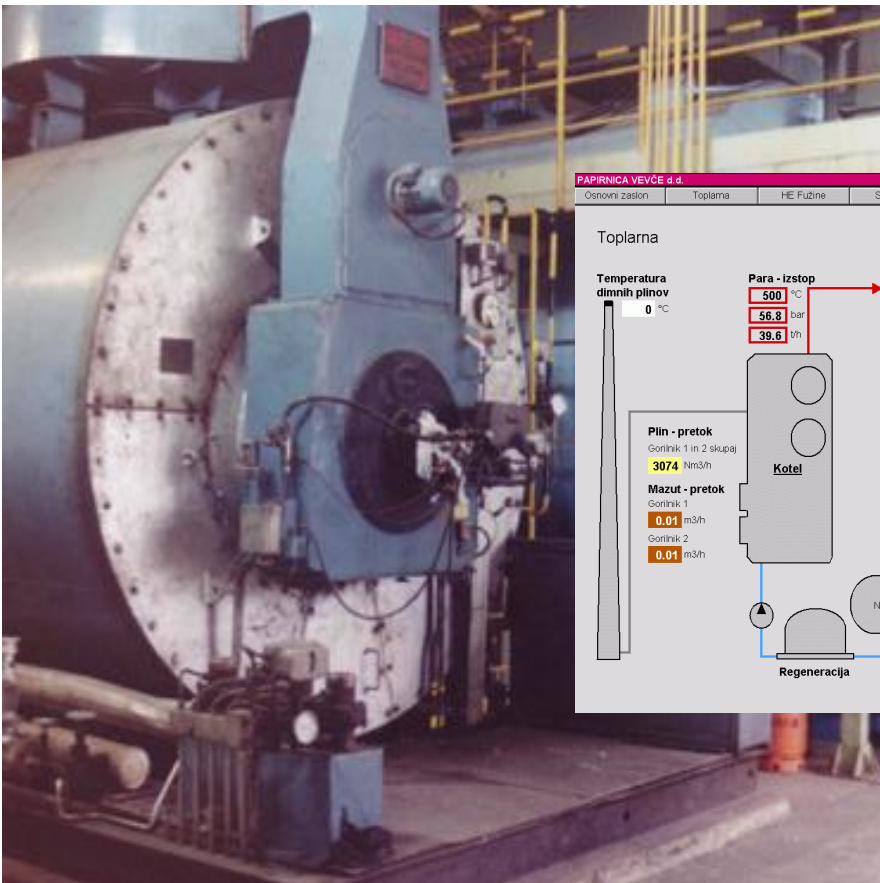 PAPIRNICA VEVČE d.d.
Osnovni zaslon
Toplarna
HE Fužine
S
Toplarna
Temperatura
dimnih plinov
0 °C
Para - izstop
500 °C
56.8 bar
39.6 t/h
Plin - pretok
Gorilnik 1 in 2 skupaj
3074 Nm3/h
Mazut - pretok
Gorilnik 1
0.01 m3/h
Gorilnik 2
0.01 m3/h
Kotel
N
Regeneracija